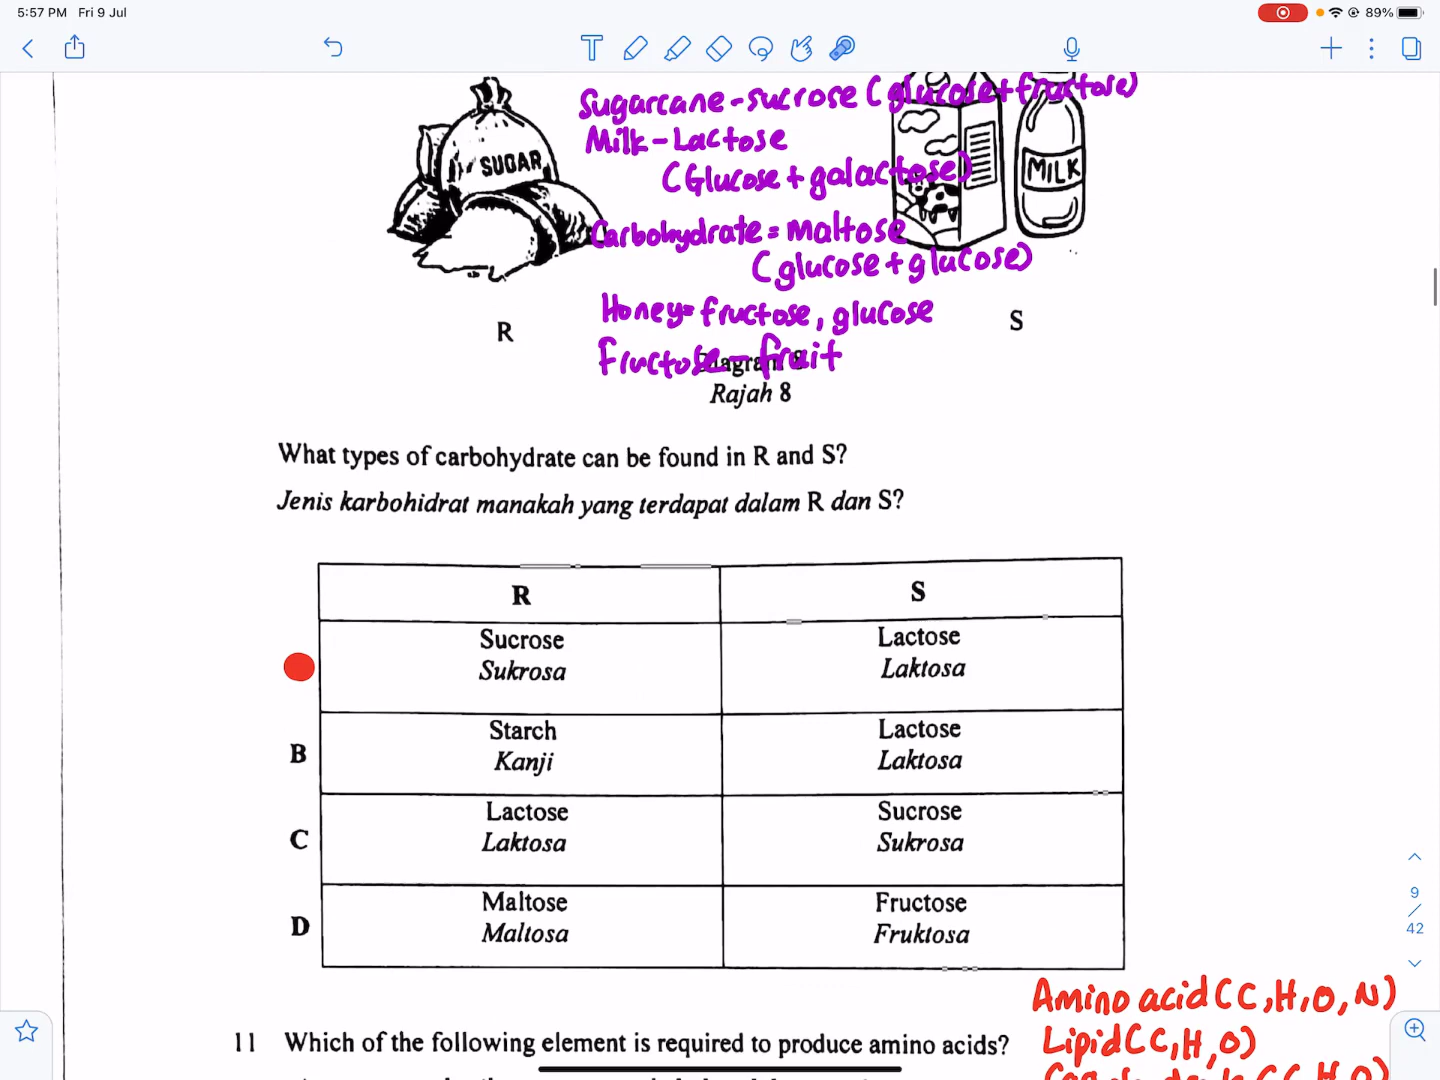 5:57 PM Fri 9 Jul
89%
Sugarcane - sucrose (glucose + fructose)
Milk - Lactose
(Glucose + galactose)
SUGAR
MILK
Carbohydrate = maltose
(glucose + glucose)
Honey = fructose, glucose
R
S
Fructose - fruit
Diagram 8
Rajah 8
What types of carbohydrate can be found in R and S?
Jenis karbohidrat manakah yang terdapat dalam R dan S?
R S
Sucrose Lactose
Sukrosa Laktosa
B
Starch Lactose
Kanji Laktosa
C
Lactose Sucrose
Laktosa Sukrosa
D
Maltose Fructose
Maltosa Fruktosa
9
/
42
Amino acid (C, H, O, N)
11 Which of the following element is required to produce amino acids?
Lipid (C, H, O)